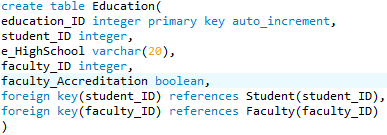 create table Education(
education_ID integer primary key auto_increment,
student_ID integer,
e_HighSchool varchar(20),
faculty_ID integer,
faculty_Accreditation boolean,
foreign key(student_ID) references Student(student_ID),
foreign key(faculty_ID) references Faculty(faculty_ID)
)